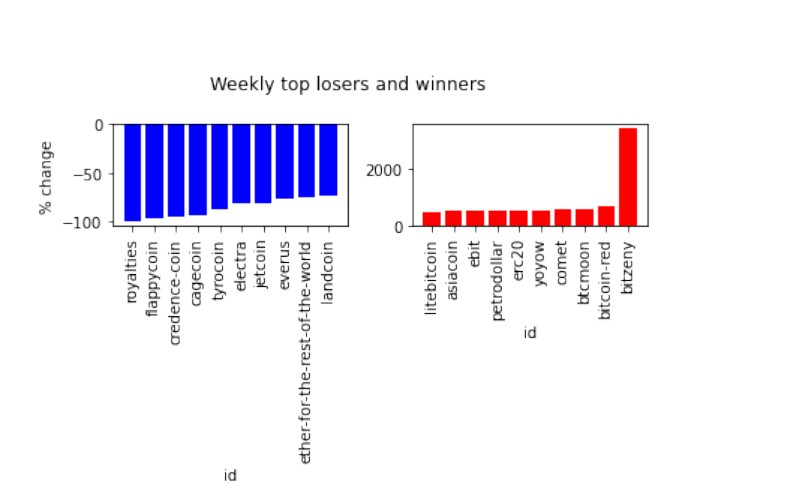 Weekly top losers and winners
% change
0
−50
−100
royalties
flappycoin
credence-coin
cagecoin
tyrocoin
electra
jetcoin
everus
ether-for-the-rest-of-the-world
landcoin
id
2000
0
litebitcoin
asiacoin
ebit
petrodollar
erc20
yoyow
comet
btcmoon
bitcoin-red
bitzeny
id